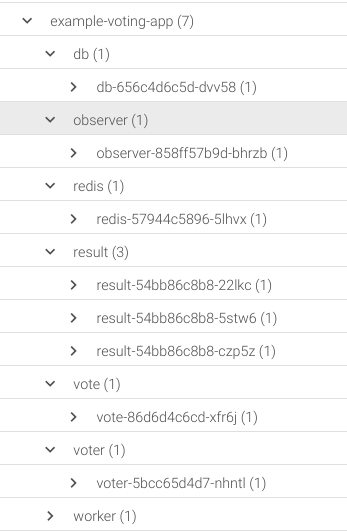 example-voting-app (7)
db (1)
db-656c4d6c5d-dvv58 (1)
observer (1)
observer-858ff57b9d-bhrzb (1)
redis (1)
redis-57944c5896-5lhvx (1)
result (3)
result-54bb86c8b8-22lkc (1)
result-54bb86c8b8-5stw6 (1)
result-54bb86c8b8-czp5z (1)
vote (1)
vote-86d6d4c6cd-xfr6j (1)
voter (1)
voter-5bcc65d4d7-nhntl (1)
worker (1)